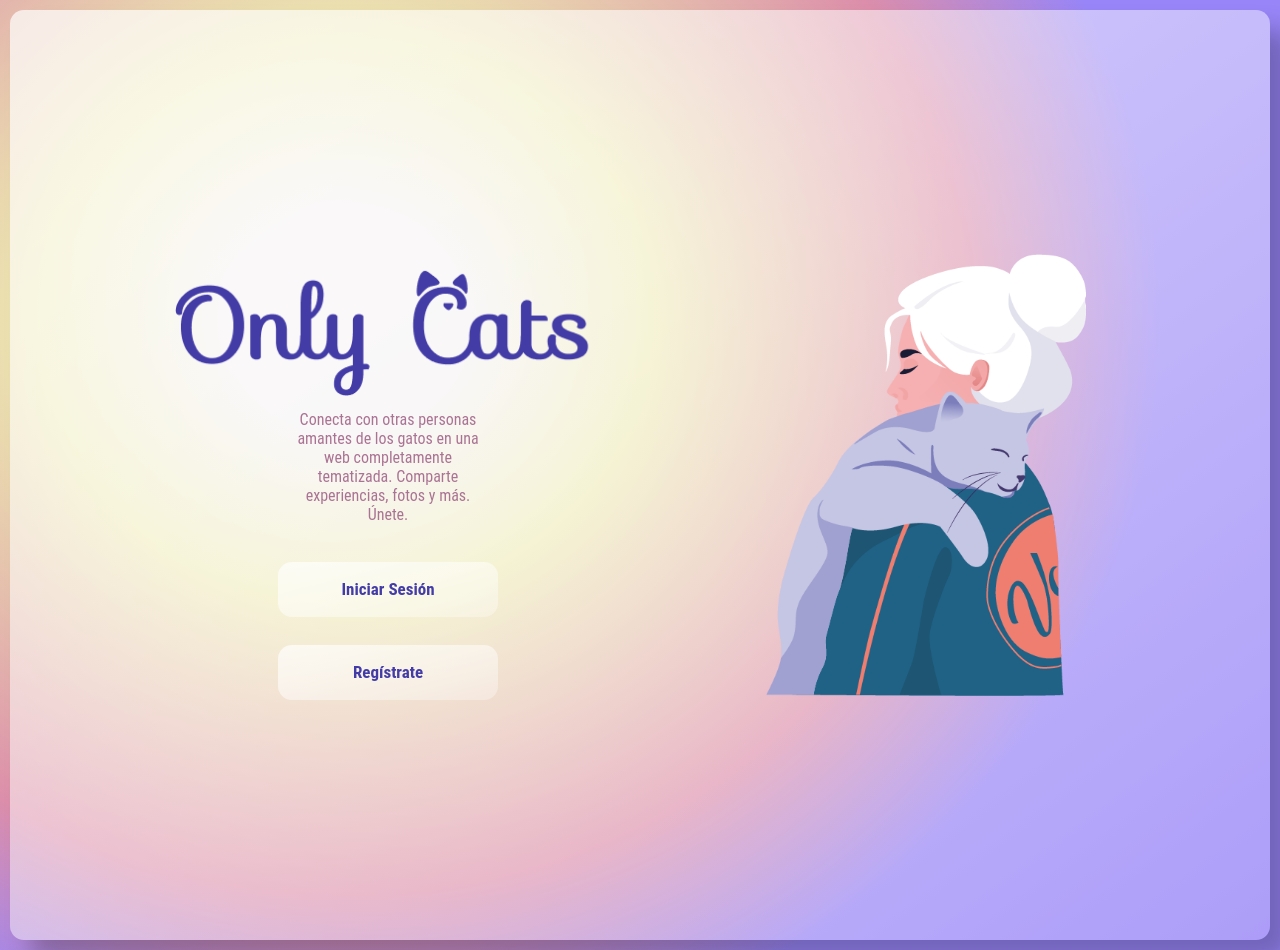 Only Cats
Conecta con otras personas
amantes de los gatos en una
web completamente
tematizada. Comparte
experiencias, fotos y más.
Únete.
Iniciar Sesión
Regístrate